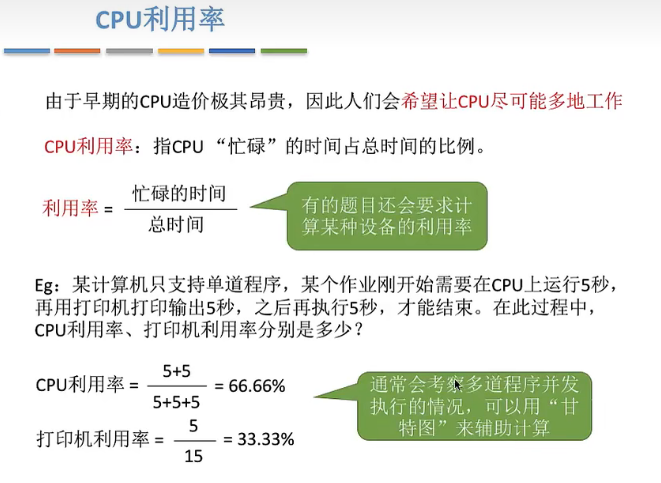 CPU利用率
由于早期的CPU造价极其昂贵，因此人们会希望让CPU尽可能多地工作
CPU利用率：指CPU “忙碌”的时间占总时间的比例。
利用率 =
忙碌的时间
总时间
有的题目还会要求计
算某种设备的利用率
Eg：某计算机只支持单道程序，某个作业刚开始需要在CPU上运行5秒，
再用打印机打印输出5秒，之后再执行5秒，才能结束。在此过程中，
CPU利用率、打印机利用率分别是多少？
CPU利用率 =
5+5
5+5+5
= 66.66%
通常会考察多道程序并发
执行的情况，可以用“甘
特图”来辅助计算
打印机利用率 =
5
15
= 33.33%